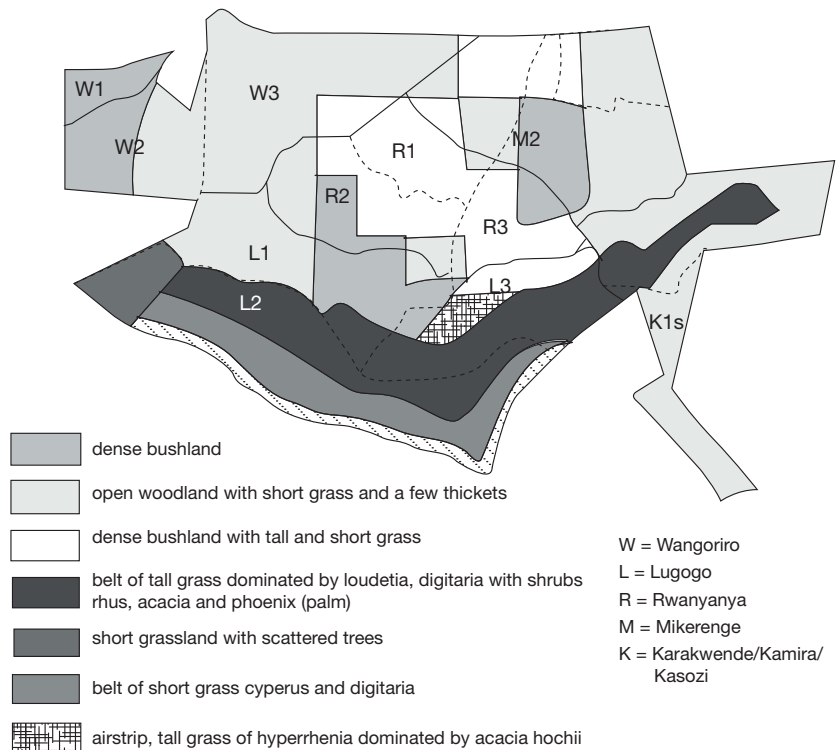 W1
W2
W3
M2
R1
R2
R3
L1
L2
L3
K1s
dense bushland
open woodland with short grass and a few thickets
dense bushland with tall and short grass
belt of tall grass dominated by loudetia, digitaria with shrubs
rhus, acacia and phoenix (palm)
short grassland with scattered trees
belt of short grass cyperus and digitaria
airstrip, tall grass of hyperrhenia dominated by acacia hochii
W = Wangoriro
L = Lugogo
R = Rwanyanya
M = Mikerenge
K = Karakwende/Kamira/
Kasozi